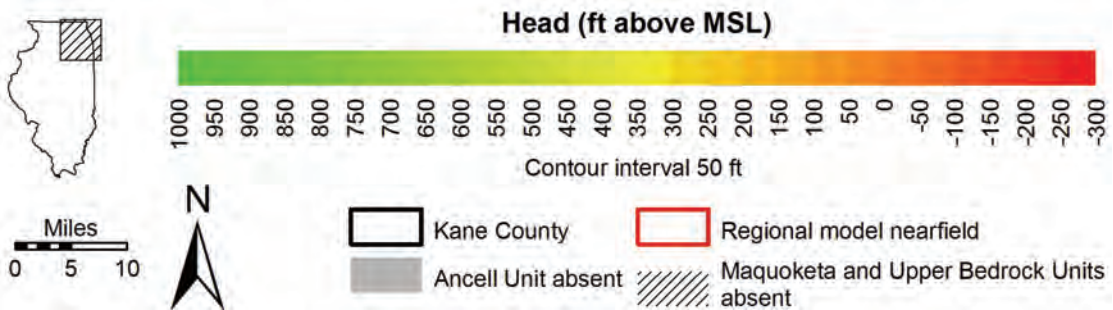 Head (ft above MSL)
1000 950 900 850 800 750 700 650 600 550 500 450 400 350 300 250 200 150 100 50 0 -50 -100 -150 -200 -250 -300
Contour interval 50 ft
N
Miles
0 5 10
Kane County
Regional model nearfield
Ancell Unit absent
Maquoketa and Upper Bedrock Units
absent